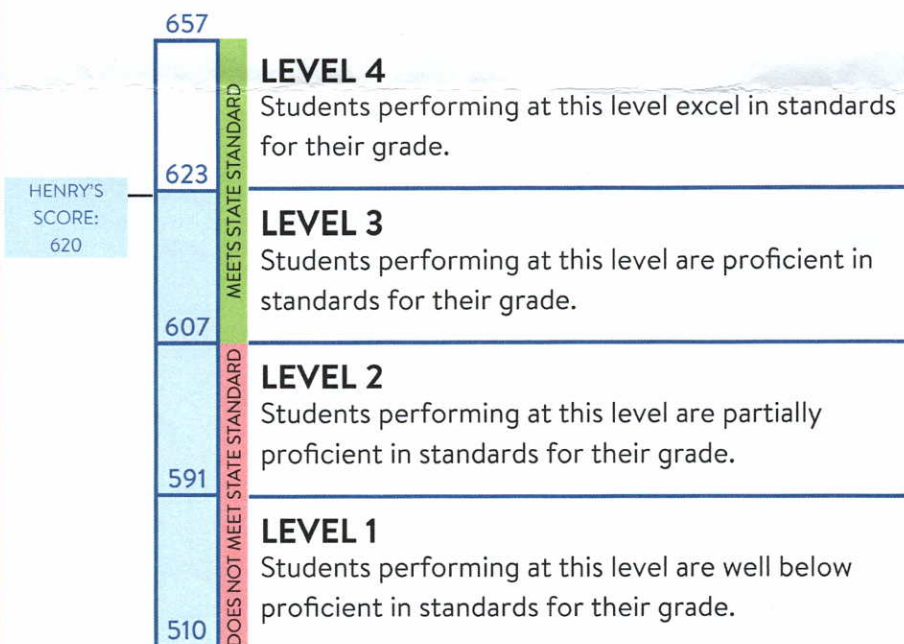 657
LEVEL 4
Students performing at this level excel in standards
for their grade.
MEETS STATE STANDARD
623
HENRY'S
SCORE:
620
LEVEL 3
Students performing at this level are proficient in
standards for their grade.
607
LEVEL 2
Students performing at this level are partially
proficient in standards for their grade.
DOES NOT MEET STATE STANDARD
591
LEVEL 1
Students performing at this level are well below
proficient in standards for their grade.
510